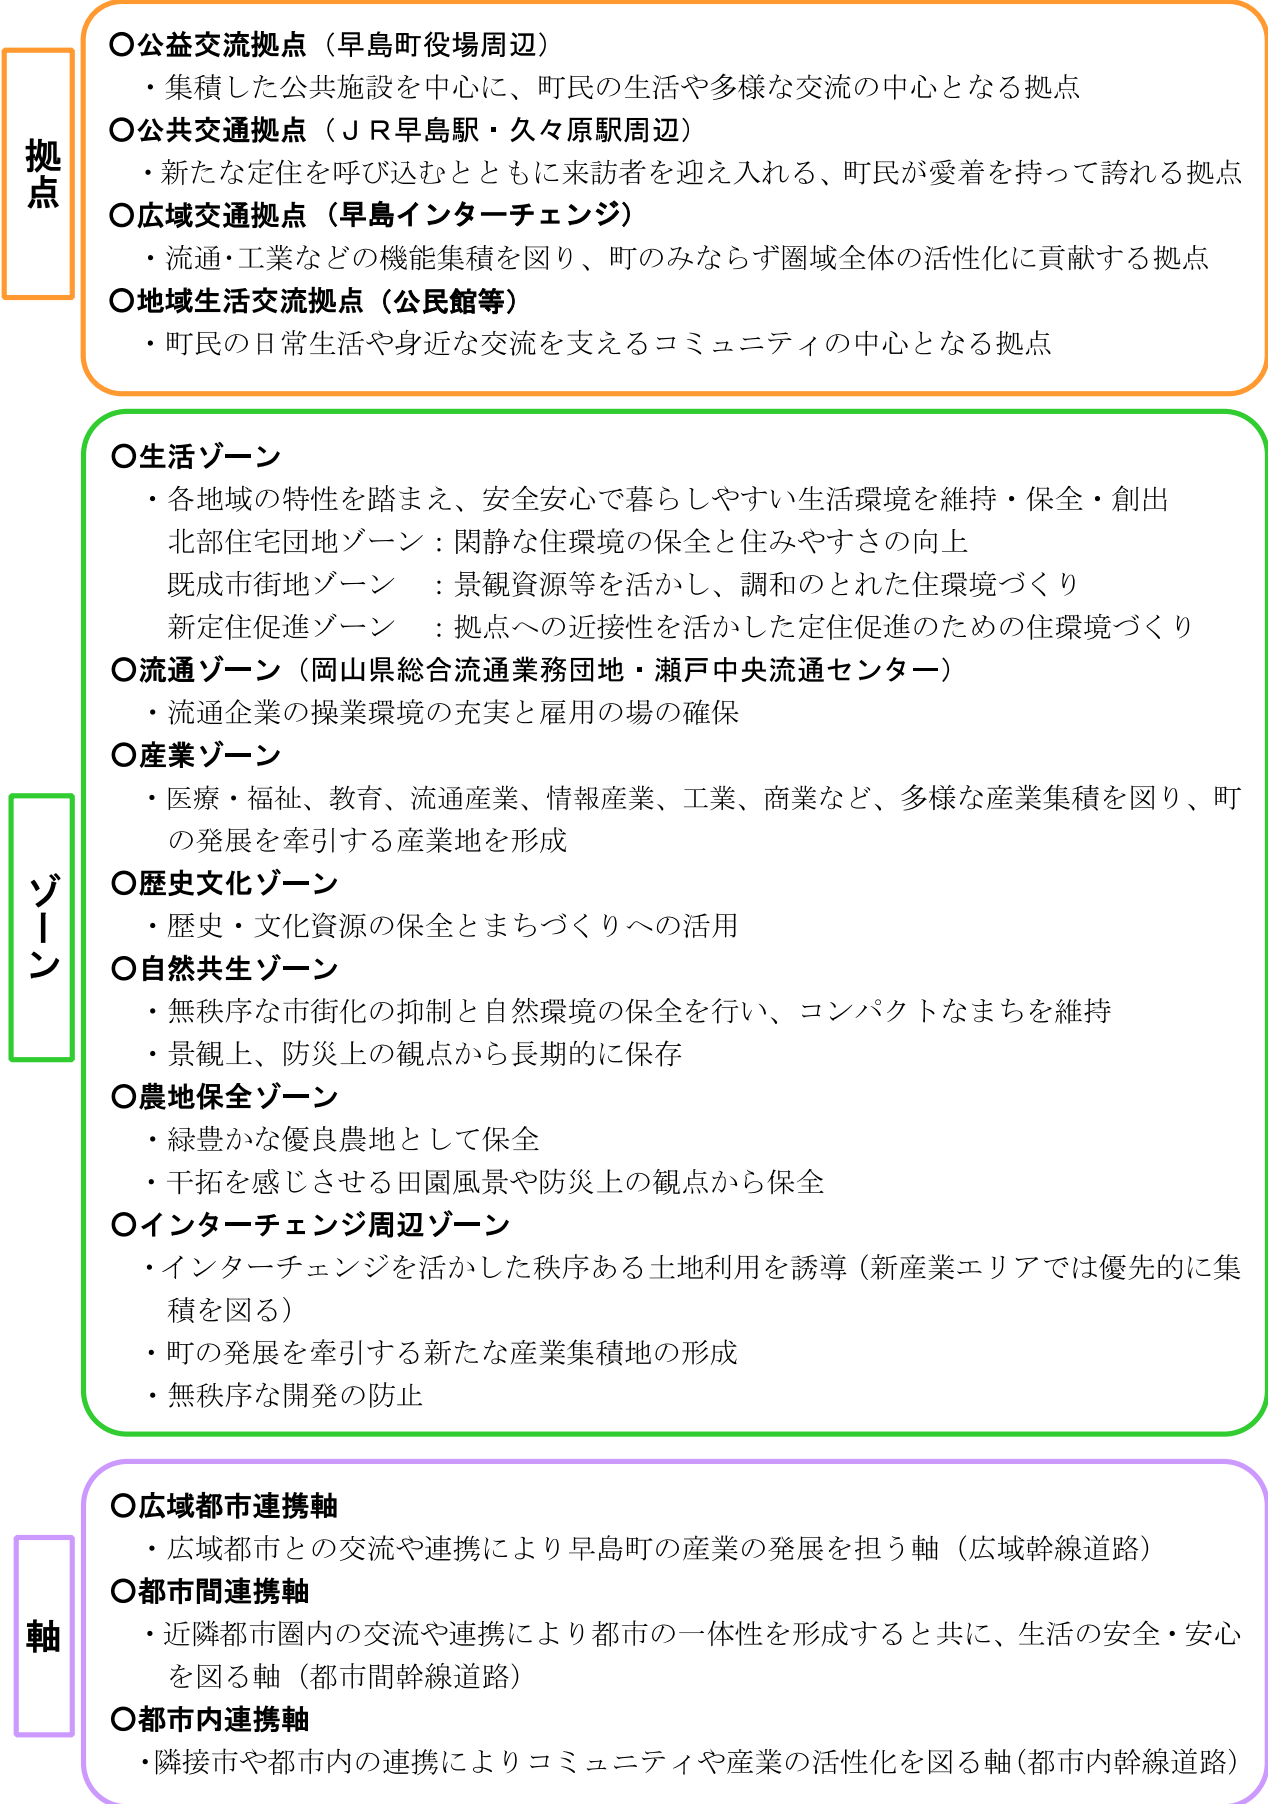 拠点
〇公益交流拠点（早島町役場周辺）
・集積した公共施設を中心に、町民の生活や多様な交流の中心となる拠点
〇公共交通拠点（ＪＲ早島駅・久々原駅周辺）
・新たな定住を呼び込むとともに来訪者を迎え入れる、町民が愛着を持って誇れる拠点
〇広域交通拠点（早島インターチェンジ）
・流通・工業などの機能集積を図り、町のみならず圏域全体の活性化に貢献する拠点
〇地域生活交流拠点（公民館等）
・町民の日常生活や身近な交流を支えるコミュニティの中心となる拠点
ゾーン
〇生活ゾーン
・各地域の特性を踏まえ、安全安心で暮らしやすい生活環境を維持・保全・創出
北部住宅団地ゾーン：閑静な住環境の保全と住みやすさの向上
既成市街地ゾーン　：景観資源等を活かし、調和のとれた住環境づくり
新定住促進ゾーン　：拠点への近接性を活かした定住促進のための住環境づくり
〇流通ゾーン（岡山県総合流通業務団地・瀬戸中央流通センター）
・流通企業の操業環境の充実と雇用の場の確保
〇産業ゾーン
・医療・福祉、教育、流通産業、情報産業、工業、商業など、多様な産業集積を図り、町
の発展を牽引する産業地を形成
〇歴史文化ゾーン
・歴史・文化資源の保全とまちづくりへの活用
〇自然共生ゾーン
・無秩序な市街化の抑制と自然環境の保全を行い、コンパクトなまちを維持
・景観上、防災上の観点から長期的に保存
〇農地保全ゾーン
・緑豊かな優良農地として保全
・干拓を感じさせる田園風景や防災上の観点から保全
〇インターチェンジ周辺ゾーン
・インターチェンジを活かした秩序ある土地利用を誘導（新産業エリアでは優先的に集
積を図る）
・町の発展を牽引する新たな産業集積地の形成
・無秩序な開発の防止
軸
〇広域都市連携軸
・広域都市との交流や連携により早島町の産業の発展を担う軸（広域幹線道路）
〇都市間連携軸
・近隣都市圏内の交流や連携により都市の一体性を形成すると共に、生活の安全・安心
を図る軸（都市間幹線道路）
〇都市内連携軸
・隣接市や都市内の連携によりコミュニティや産業の活性化を図る軸（都市内幹線道路）